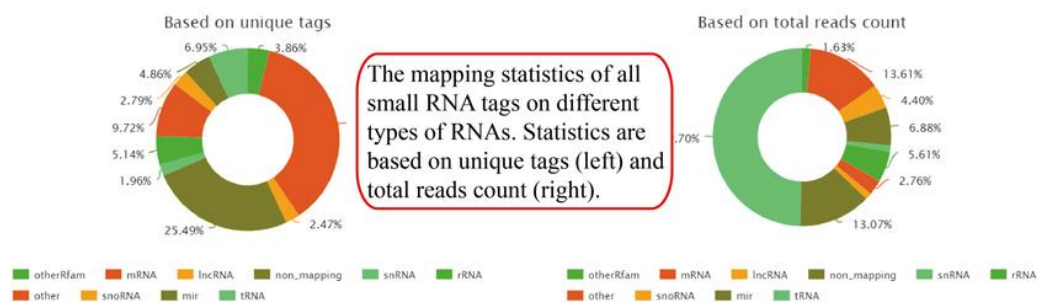 Based on unique tags
6.95%
3.86%
4.86%
2.79%
9.72%
5.14%
1.96%
25.49%
2.47%
The mapping statistics of all
small RNA tags on different
types of RNAs. Statistics are
based on unique tags (left) and
total reads count (right).
Based on total reads count
1.63%
13.61%
4.40%
.70%
6.88%
5.61%
2.76%
13.07%
otherRfam mRNA lncRNA non_mapping snRNA rRNA
other snoRNA mir tRNA
otherRfam mRNA lncRNA non_mapping snRNA rRNA
other snoRNA mir tRNA